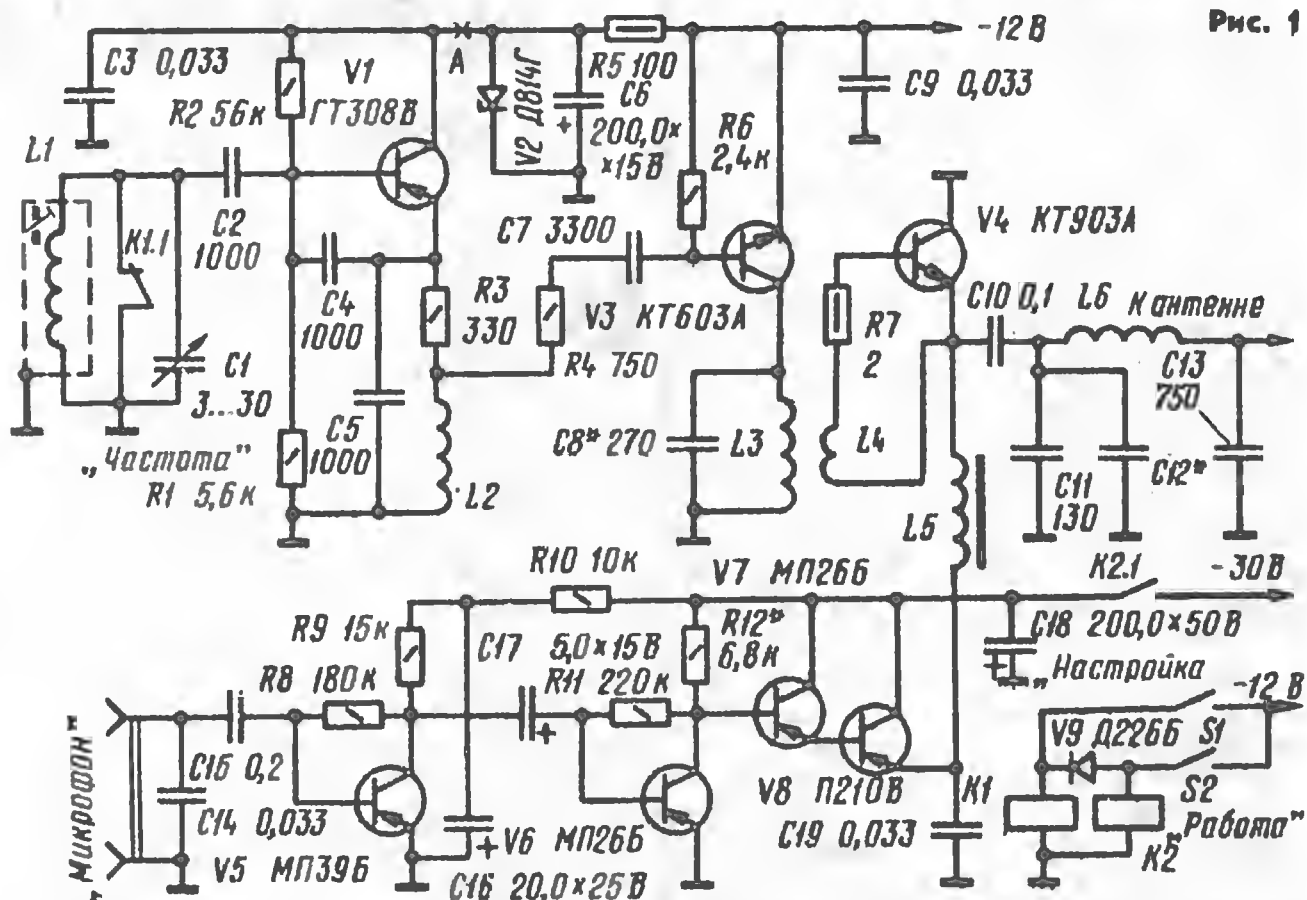 Рис. 1
-12 В
C3 0,033
V1
ГТ308В
R2 56к
A
V2 Д814Г
R5 100
C6
200,0×
×15В
C9 0,033
R6
2,4к
L1
K1.1
C2
1000
C7 3300
V4 КТ903А
C4
1000
R3
330
V3 КТ603А
R4 750
R7
2
C10 0,1
L6
К антенне
C13
750
C1
3...30
„Частота"
R1 5,6к
C5
1000
L2
C8* 270
L3
L4
C11
130
C12*
L5
R10 10к
V7 МП26Б
K2.1
-30В
R9 15к
C17
5,0×15В
R12*
6,8к
C18 200,0×50В
„Настройка
R8 180к
R11 220к
-12В
„Микрофон"
V9 Д226Б
S1
C16 0,2
C14 0,033
V8 П210В
K1
S2
C19 0,033
„Работа"
V5 МП39Б
V6 МП26Б
K2
C16 20,0×25В